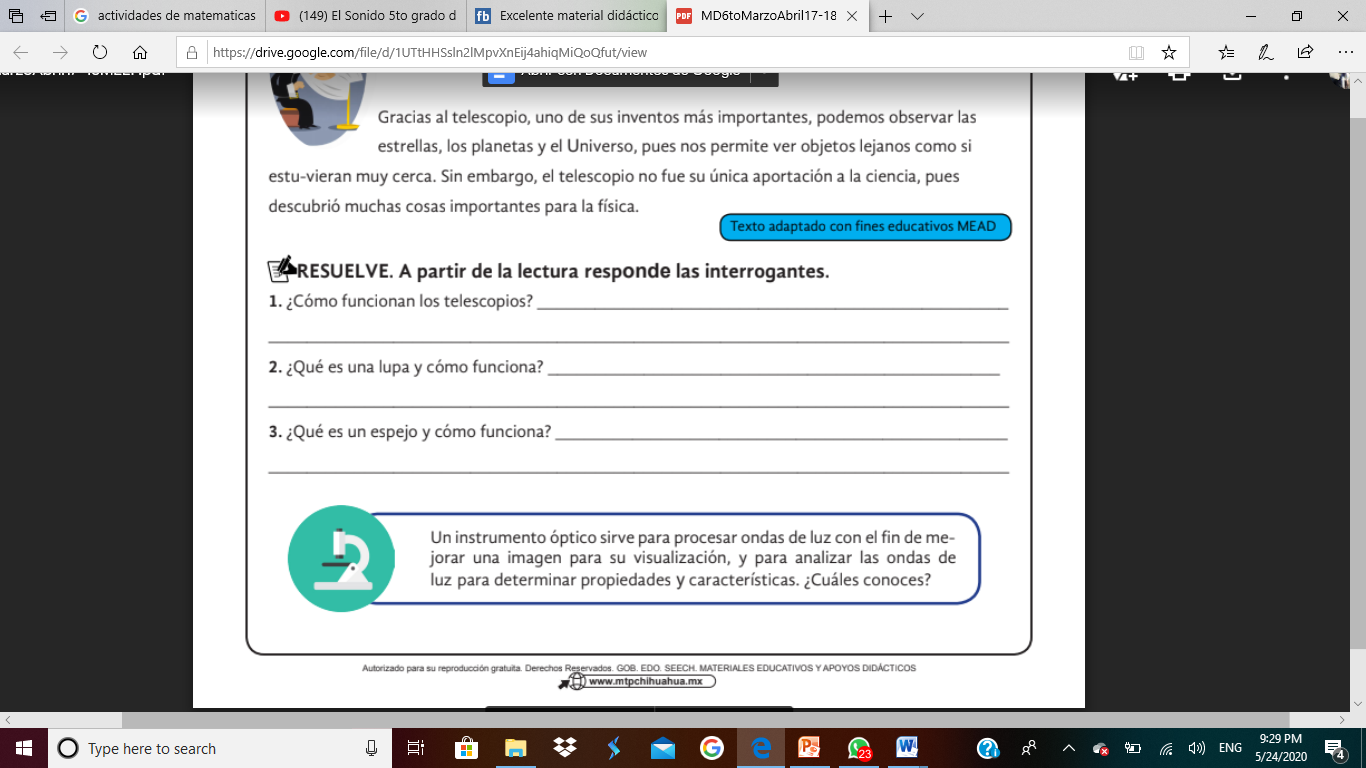 actividades de matematicas
(149) El Sonido 5to grado d
Excelente material didáctico
PDF MD6toMarzoAbril17-18
https://drive.google.com/file/d/1UTtHHSsln2lMpvXnEij4ahiqMiQoQfut/view
Abrir con Documentos de Google
Gracias al telescopio, uno de sus inventos más importantes, podemos observar las
estrellas, los planetas y el Universo, pues nos permite ver objetos lejanos como si
estu-vieran muy cerca. Sin embargo, el telescopio no fue su única aportación a la ciencia, pues
descubrió muchas cosas importantes para la física.
Texto adaptado con fines educativos MEAD
RESUELVE. A partir de la lectura responde las interrogantes.
1. ¿Cómo funcionan los telescopios?
2. ¿Qué es una lupa y cómo funciona?
3. ¿Qué es un espejo y cómo funciona?
Un instrumento óptico sirve para procesar ondas de luz con el fin de me-
jorar una imagen para su visualización, y para analizar las ondas de
luz para determinar propiedades y características. ¿Cuáles conoces?
Autorizado para su reproducción gratuita. Derechos Reservados. GOB. EDO. SEECH. MATERIALES EDUCATIVOS Y APOYOS DIDÁCTICOS
www.mtpchihuahua.mx
Type here to search
23
ENG
9:29 PM
5/24/2020
4